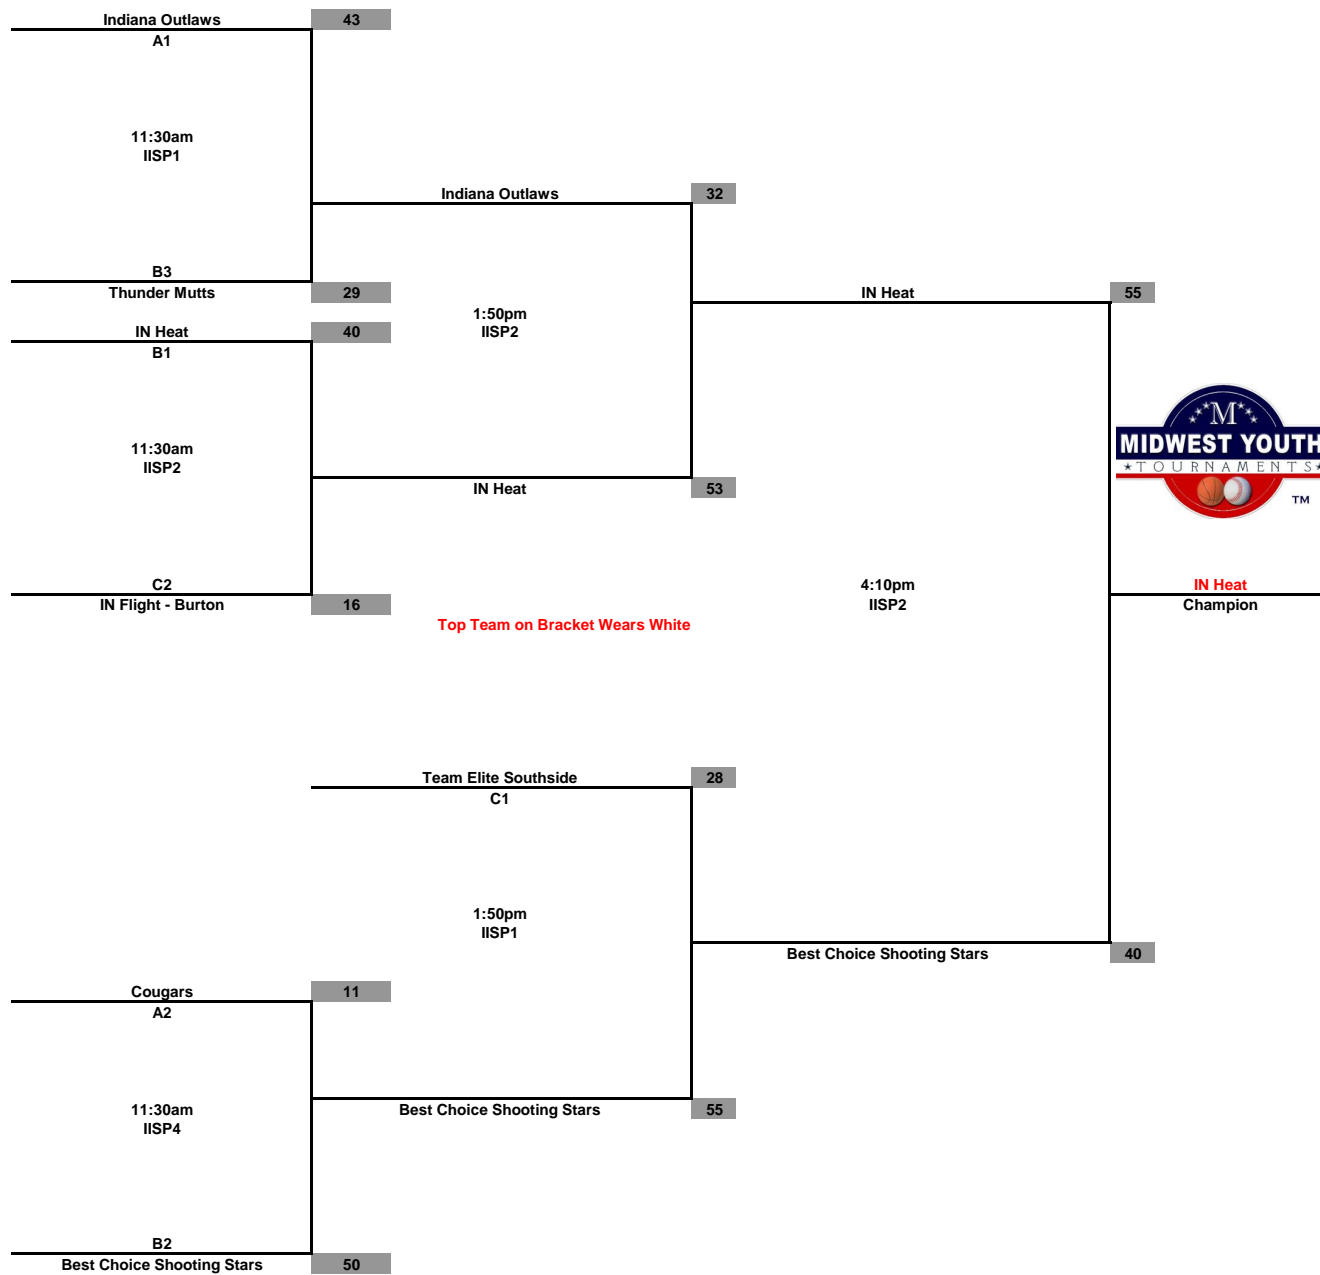 Indiana Outlaws 43
A1
11:30am
IISP1
Indiana Outlaws 32
B3
Thunder Mutts 29
1:50pm
IISP2
IN Heat 55
IN Heat 40
B1
M
MIDWEST YOUTH
TOURNAMENTS
TM
11:30am
IISP2
IN Heat 53
C2
IN Flight - Burton 16
4:10pm
IISP2
IN Heat
Champion
Top Team on Bracket Wears White
Team Elite Southside 28
C1
1:50pm
IISP1
Best Choice Shooting Stars 40
Cougars 11
A2
11:30am
IISP4
Best Choice Shooting Stars 55
B2
Best Choice Shooting Stars 50